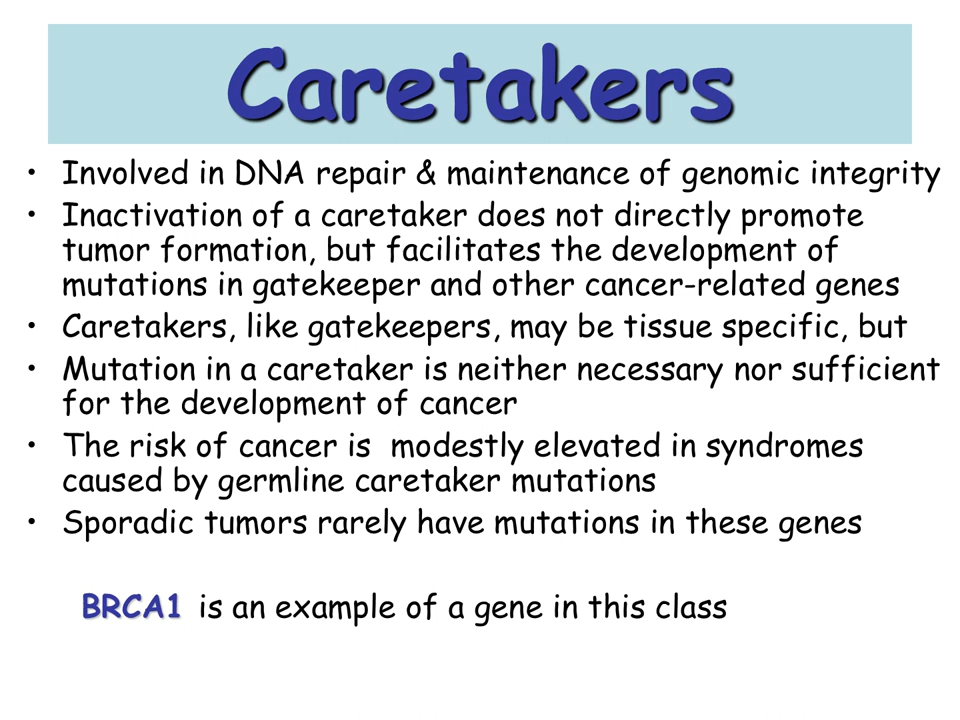 Caretakers
• Involved in DNA repair & maintenance of genomic integrity
• Inactivation of a caretaker does not directly promote
tumor formation, but facilitates the development of
mutations in gatekeeper and other cancer-related genes
• Caretakers, like gatekeepers, may be tissue specific, but
• Mutation in a caretaker is neither necessary nor sufficient
for the development of cancer
• The risk of cancer is  modestly elevated in syndromes
caused by germline caretaker mutations
• Sporadic tumors rarely have mutations in these genes
BRCA1 is an example of a gene in this class